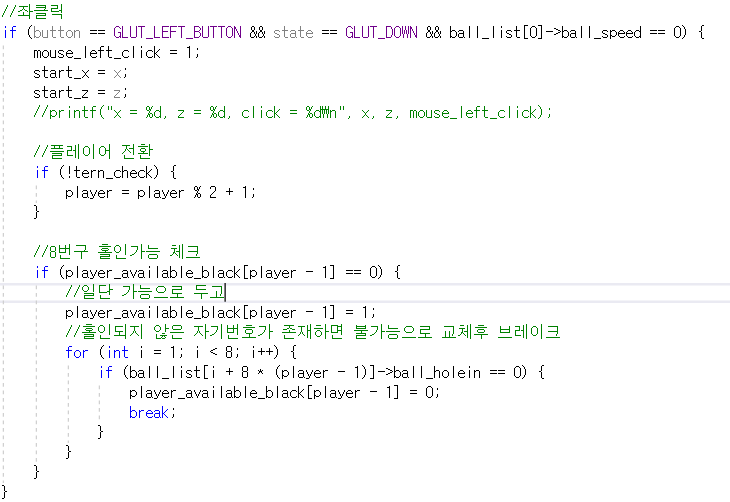 //좌클릭
if (button == GLUT_LEFT_BUTTON && state == GLUT_DOWN && ball_list[0]->ball_speed == 0) {
mouse_left_click = 1;
start_x = x;
start_z = z;
//printf("x = %d, z = %d, click = %d₩n", x, z, mouse_left_click);
//플레이어 전환
if (!tern_check) {
player = player % 2 + 1;
}
//8번구 홀인가능 체크
if (player_available_black[player - 1] == 0) {
//일단 가능으로 두고
player_available_black[player - 1] = 1;
//홀인되지 않은 자기번호가 존재하면 불가능으로 교체후 브레이크
for (int i = 1; i < 8; i++) {
if (ball_list[i + 8 * (player - 1)]->ball_holein == 0) {
player_available_black[player - 1] = 0;
break;
}
}
}
}